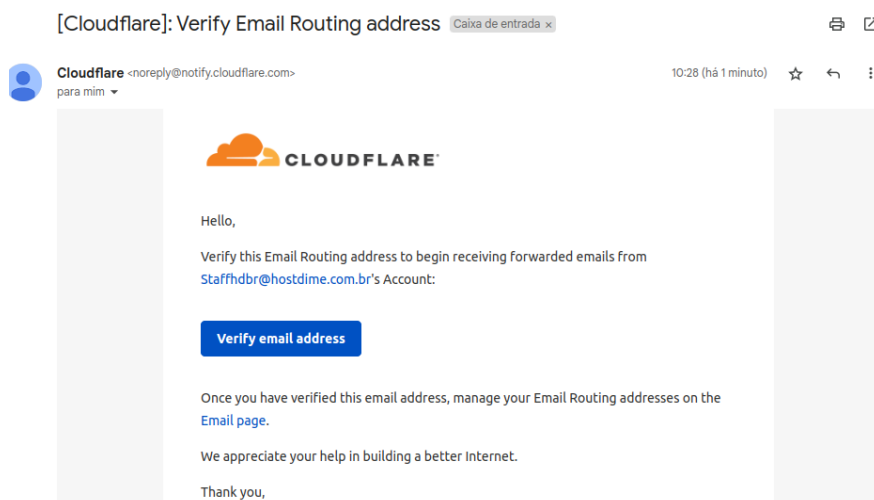 [Cloudflare]: Verify Email Routing address Caixa de entrada ×
Cloudflare <noreply@notify.cloudflare.com> 10:28 (há 1 minuto)
para mim
CLOUDFLARE
Hello,
Verify this Email Routing address to begin receiving forwarded emails from
Staffhdbr@hostdime.com.br's Account:
Verify email address
Once you have verified this email address, manage your Email Routing addresses on the
Email page.
We appreciate your help in building a better Internet.
Thank you,